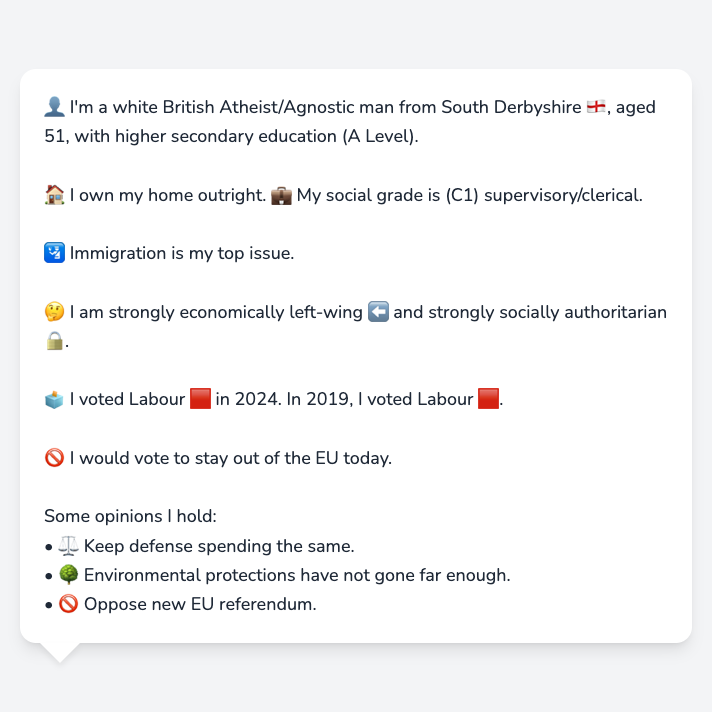 👤 I'm a white British Atheist/Agnostic man from South Derbyshire 🏴󠁧󠁢󠁥󠁮󠁧󠁿, aged
51, with higher secondary education (A Level).
🏠 I own my home outright. 💼 My social grade is (C1) supervisory/clerical.
🛂 Immigration is my top issue.
🤔 I am strongly economically left-wing ⬅️ and strongly socially authoritarian
🔒.
🗳️ I voted Labour 🟥 in 2024. In 2019, I voted Labour 🟥.
🚫 I would vote to stay out of the EU today.
Some opinions I hold:
• ⚖️ Keep defense spending the same.
• 🌳 Environmental protections have not gone far enough.
• 🚫 Oppose new EU referendum.